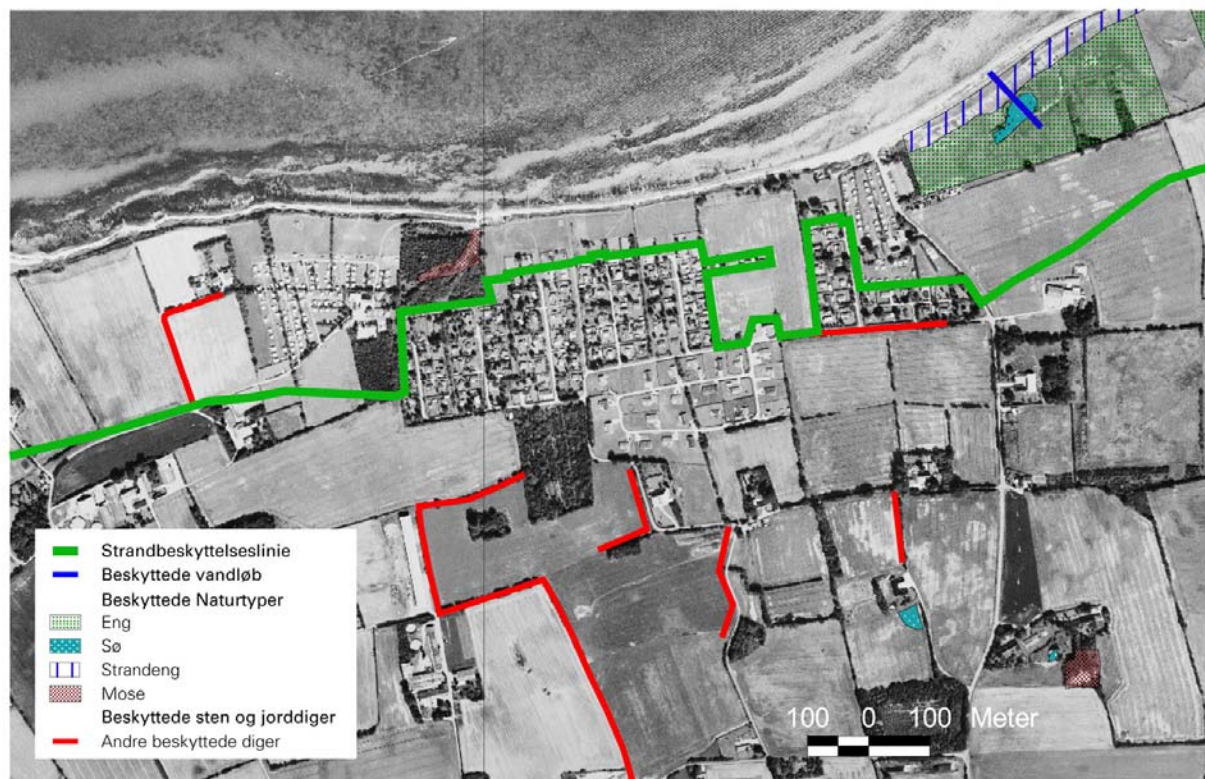 Strandbeskyttelseslinie
Beskyttede vandløb
Beskyttede Naturtyper
Eng
Sø
Strandeng
Mose
Beskyttede sten og jorddiger
Andre beskyttede diger
100 0 100 Meter